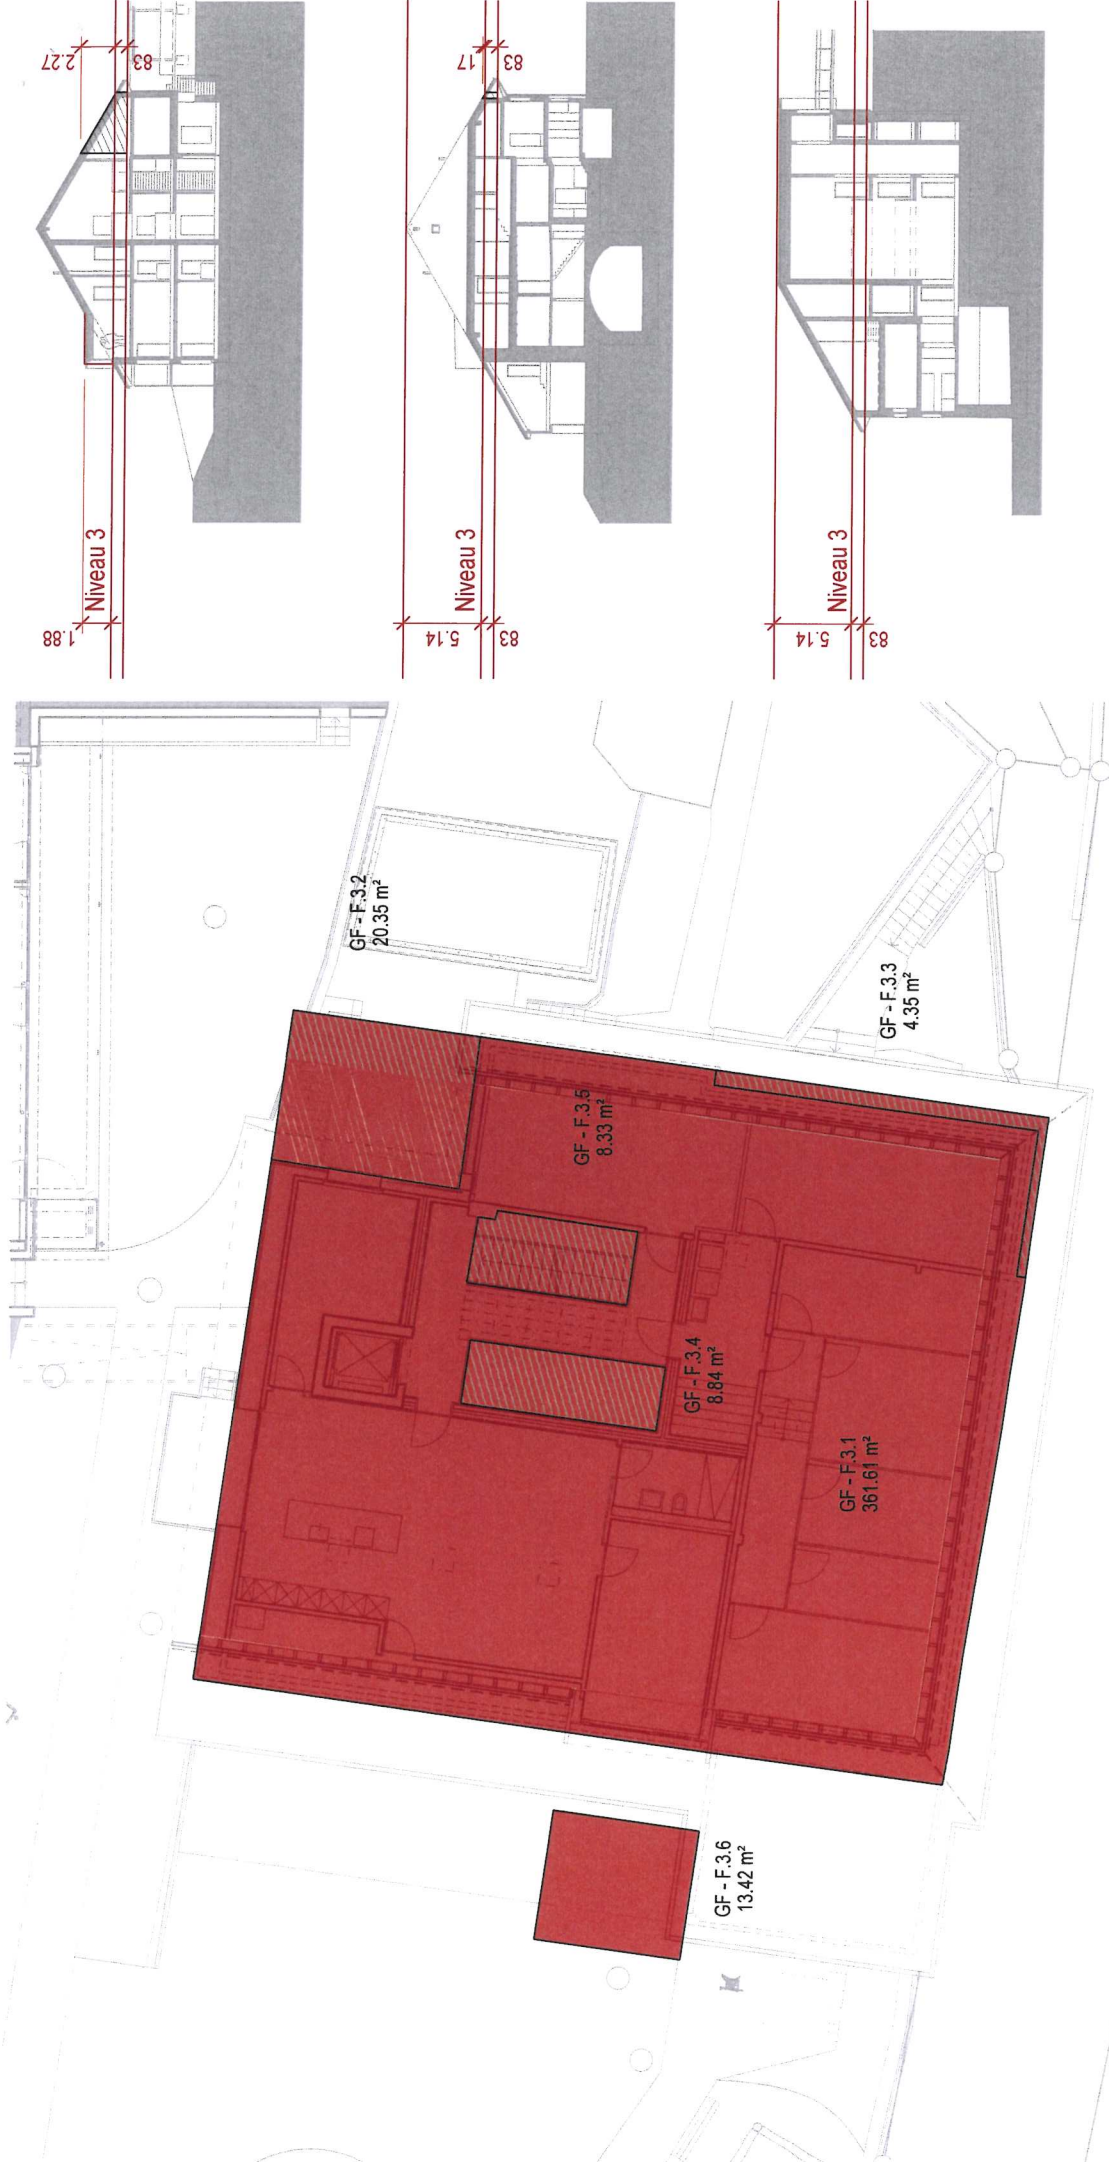 2.27
83
1.88
Niveau 3
17
83
5.14
83
Niveau 3
5.14
83
Niveau 3
GF - F.3.2
20.35 m²
GF - F.3.3
4.35 m²
GF - F.3.5
8.33 m²
GF - F.3.4
8.84 m²
GF - F.3.1
361.61 m²
GF - F.3.6
13.42 m²